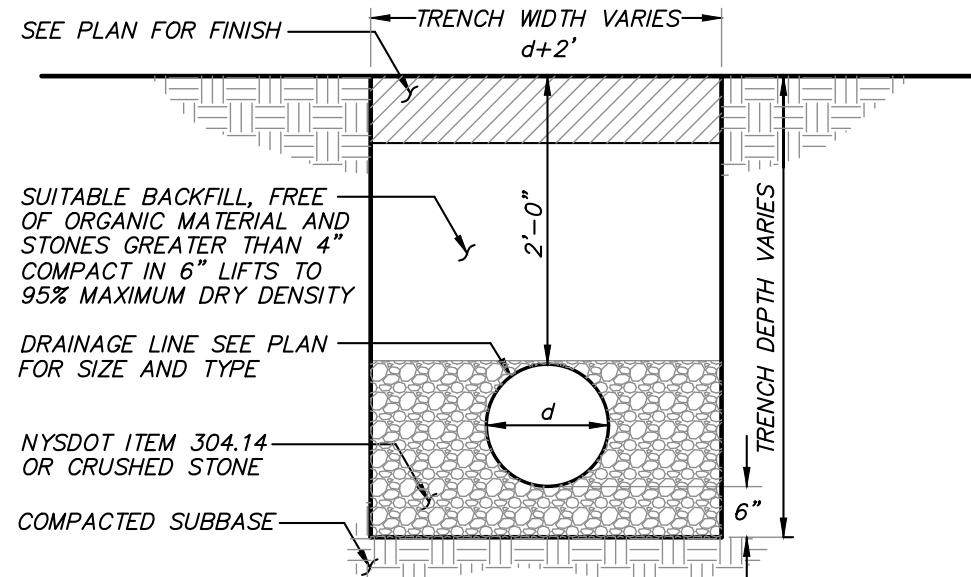 TRENCH WIDTH VARIES
d+2'
SEE PLAN FOR FINISH
SUITABLE BACKFILL, FREE
OF ORGANIC MATERIAL AND
STONES GREATER THAN 4"
COMPACT IN 6" LIFTS TO
95% MAXIMUM DRY DENSITY
2'-0"
TRENCH DEPTH VARIES
DRAINAGE LINE SEE PLAN
FOR SIZE AND TYPE
d
NYSDOT ITEM 304.14
OR CRUSHED STONE
6"
COMPACTED SUBBASE